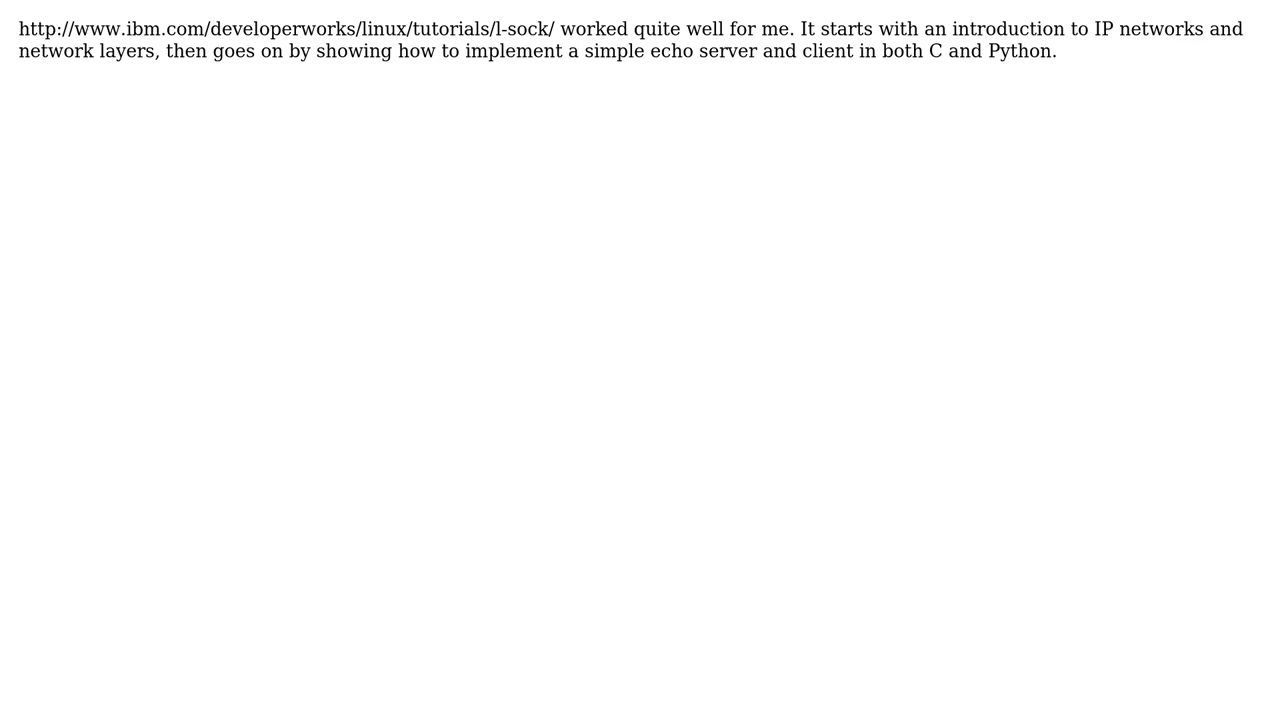 http://www.ibm.com/developerworks/linux/tutorials/l-sock/ worked quite well for me. It starts with an introduction to IP networks and
network layers, then goes on by showing how to implement a simple echo server and client in both C and Python.